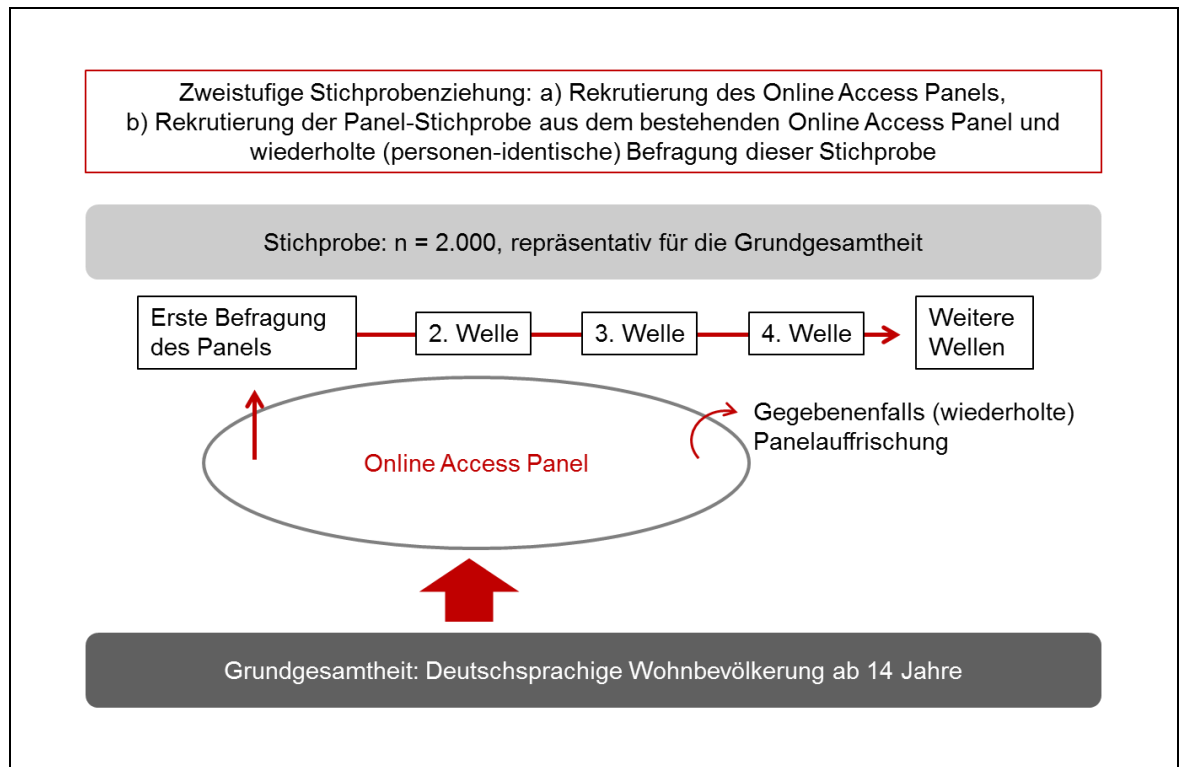 Zweistufige Stichprobenziehung: a) Rekrutierung des Online Access Panels,
b) Rekrutierung der Panel-Stichprobe aus dem bestehenden Online Access Panel und
wiederholte (personen-identische) Befragung dieser Stichprobe
Stichprobe: n = 2.000, repräsentativ für die Grundgesamtheit
Erste Befragung
des Panels
2. Welle
3. Welle
4. Welle
Weitere
Wellen
Gegebenenfalls (wiederholte)
Panelauffrischung
Online Access Panel
Grundgesamtheit: Deutschsprachige Wohnbevölkerung ab 14 Jahre